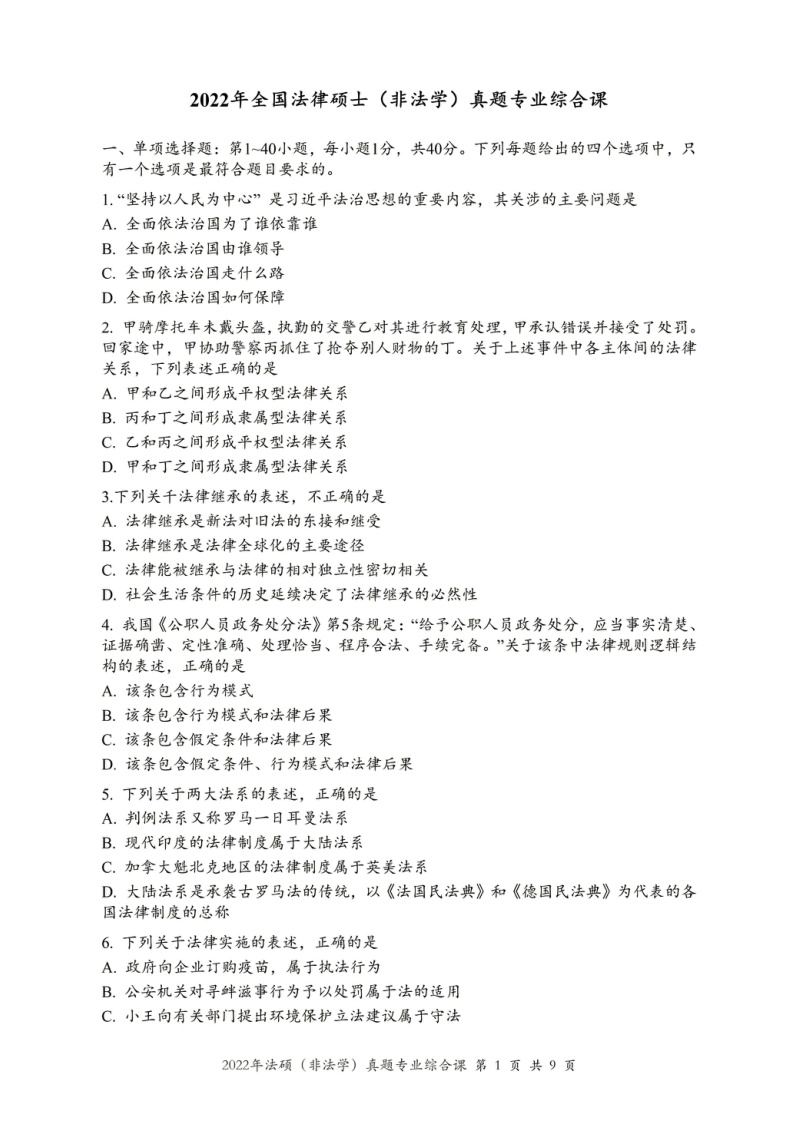 2022年全国法律硕士（非法学）真题专业综合课
一、单项选择题：第1~40小题，每小题1分，共40分。下列每题给出的四个选项中，只
有一个选项是最符合题目要求的。
1. “坚持以人民为中心” 是习近平法治思想的重要内容，其关涉的主要问题是
A. 全面依法治国为了谁依靠谁
B. 全面依法治国由谁领导
C. 全面依法治国走什么路
D. 全面依法治国如何保障
2. 甲骑摩托车未戴头盔，执勤的交警乙对其进行教育处理，甲承认错误并接受了处罚。
回家途中，甲协助警察丙抓住了抢夺别人财物的丁。关于上述事件中各主体间的法律
关系，下列表述正确的是
A. 甲和乙之间形成平权型法律关系
B. 丙和丁之间形成隶属型法律关系
C. 乙和丙之间形成平权型法律关系
D. 甲和丁之间形成隶属型法律关系
3.下列关千法律继承的表述，不正确的是
A. 法律继承是新法对旧法的东接和继受
B. 法律继承是法律全球化的主要途径
C. 法律能被继承与法律的相对独立性密切相关
D. 社会生活条件的历史延续决定了法律继承的必然性
4. 我国《公职人员政务处分法》第5条规定：“给予公职人员政务处分，应当事实清楚、
证据确凿、定性准确、处理恰当、程序合法、手续完备。”关于该条中法律规则逻辑结
构的表述，正确的是
A. 该条包含行为模式
B. 该条包含行为模式和法律后果
C. 该条包含假定条件和法律后果
D. 该条包含假定条件、行为模式和法律后果
5. 下列关于两大法系的表述，正确的是
A. 判例法系又称罗马一日耳曼法系
B. 现代印度的法律制度属于大陆法系
C. 加拿大魁北克地区的法律制度属于英美法系
D. 大陆法系是承袭古罗马法的传统，以《法国民法典》和《德国民法典》为代表的各
国法律制度的总称
6. 下列关于法律实施的表述，正确的是
A. 政府向企业订购疫苗，属于执法行为
B. 公安机关对寻衅滋事行为予以处罚属于法的适用
C. 小王向有关部门提出环境保护立法建议属于守法
2022年法硕（非法学）真题专业综合课 第 1 页 共 9 页